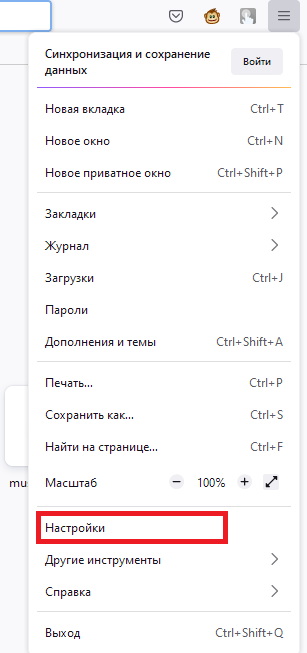 Синхронизация и сохранение
данных
Войти
Новая вкладка Ctrl+T
Новое окно Ctrl+N
Новое приватное окно Ctrl+Shift+P
Закладки
Журнал
Загрузки Ctrl+J
Пароли
Дополнения и темы Ctrl+Shift+A
Печать... Ctrl+P
Сохранить как... Ctrl+S
Найти на странице... Ctrl+F
Масштаб − 100% +
Настройки
Другие инструменты
Справка
Выход Ctrl+Shift+Q